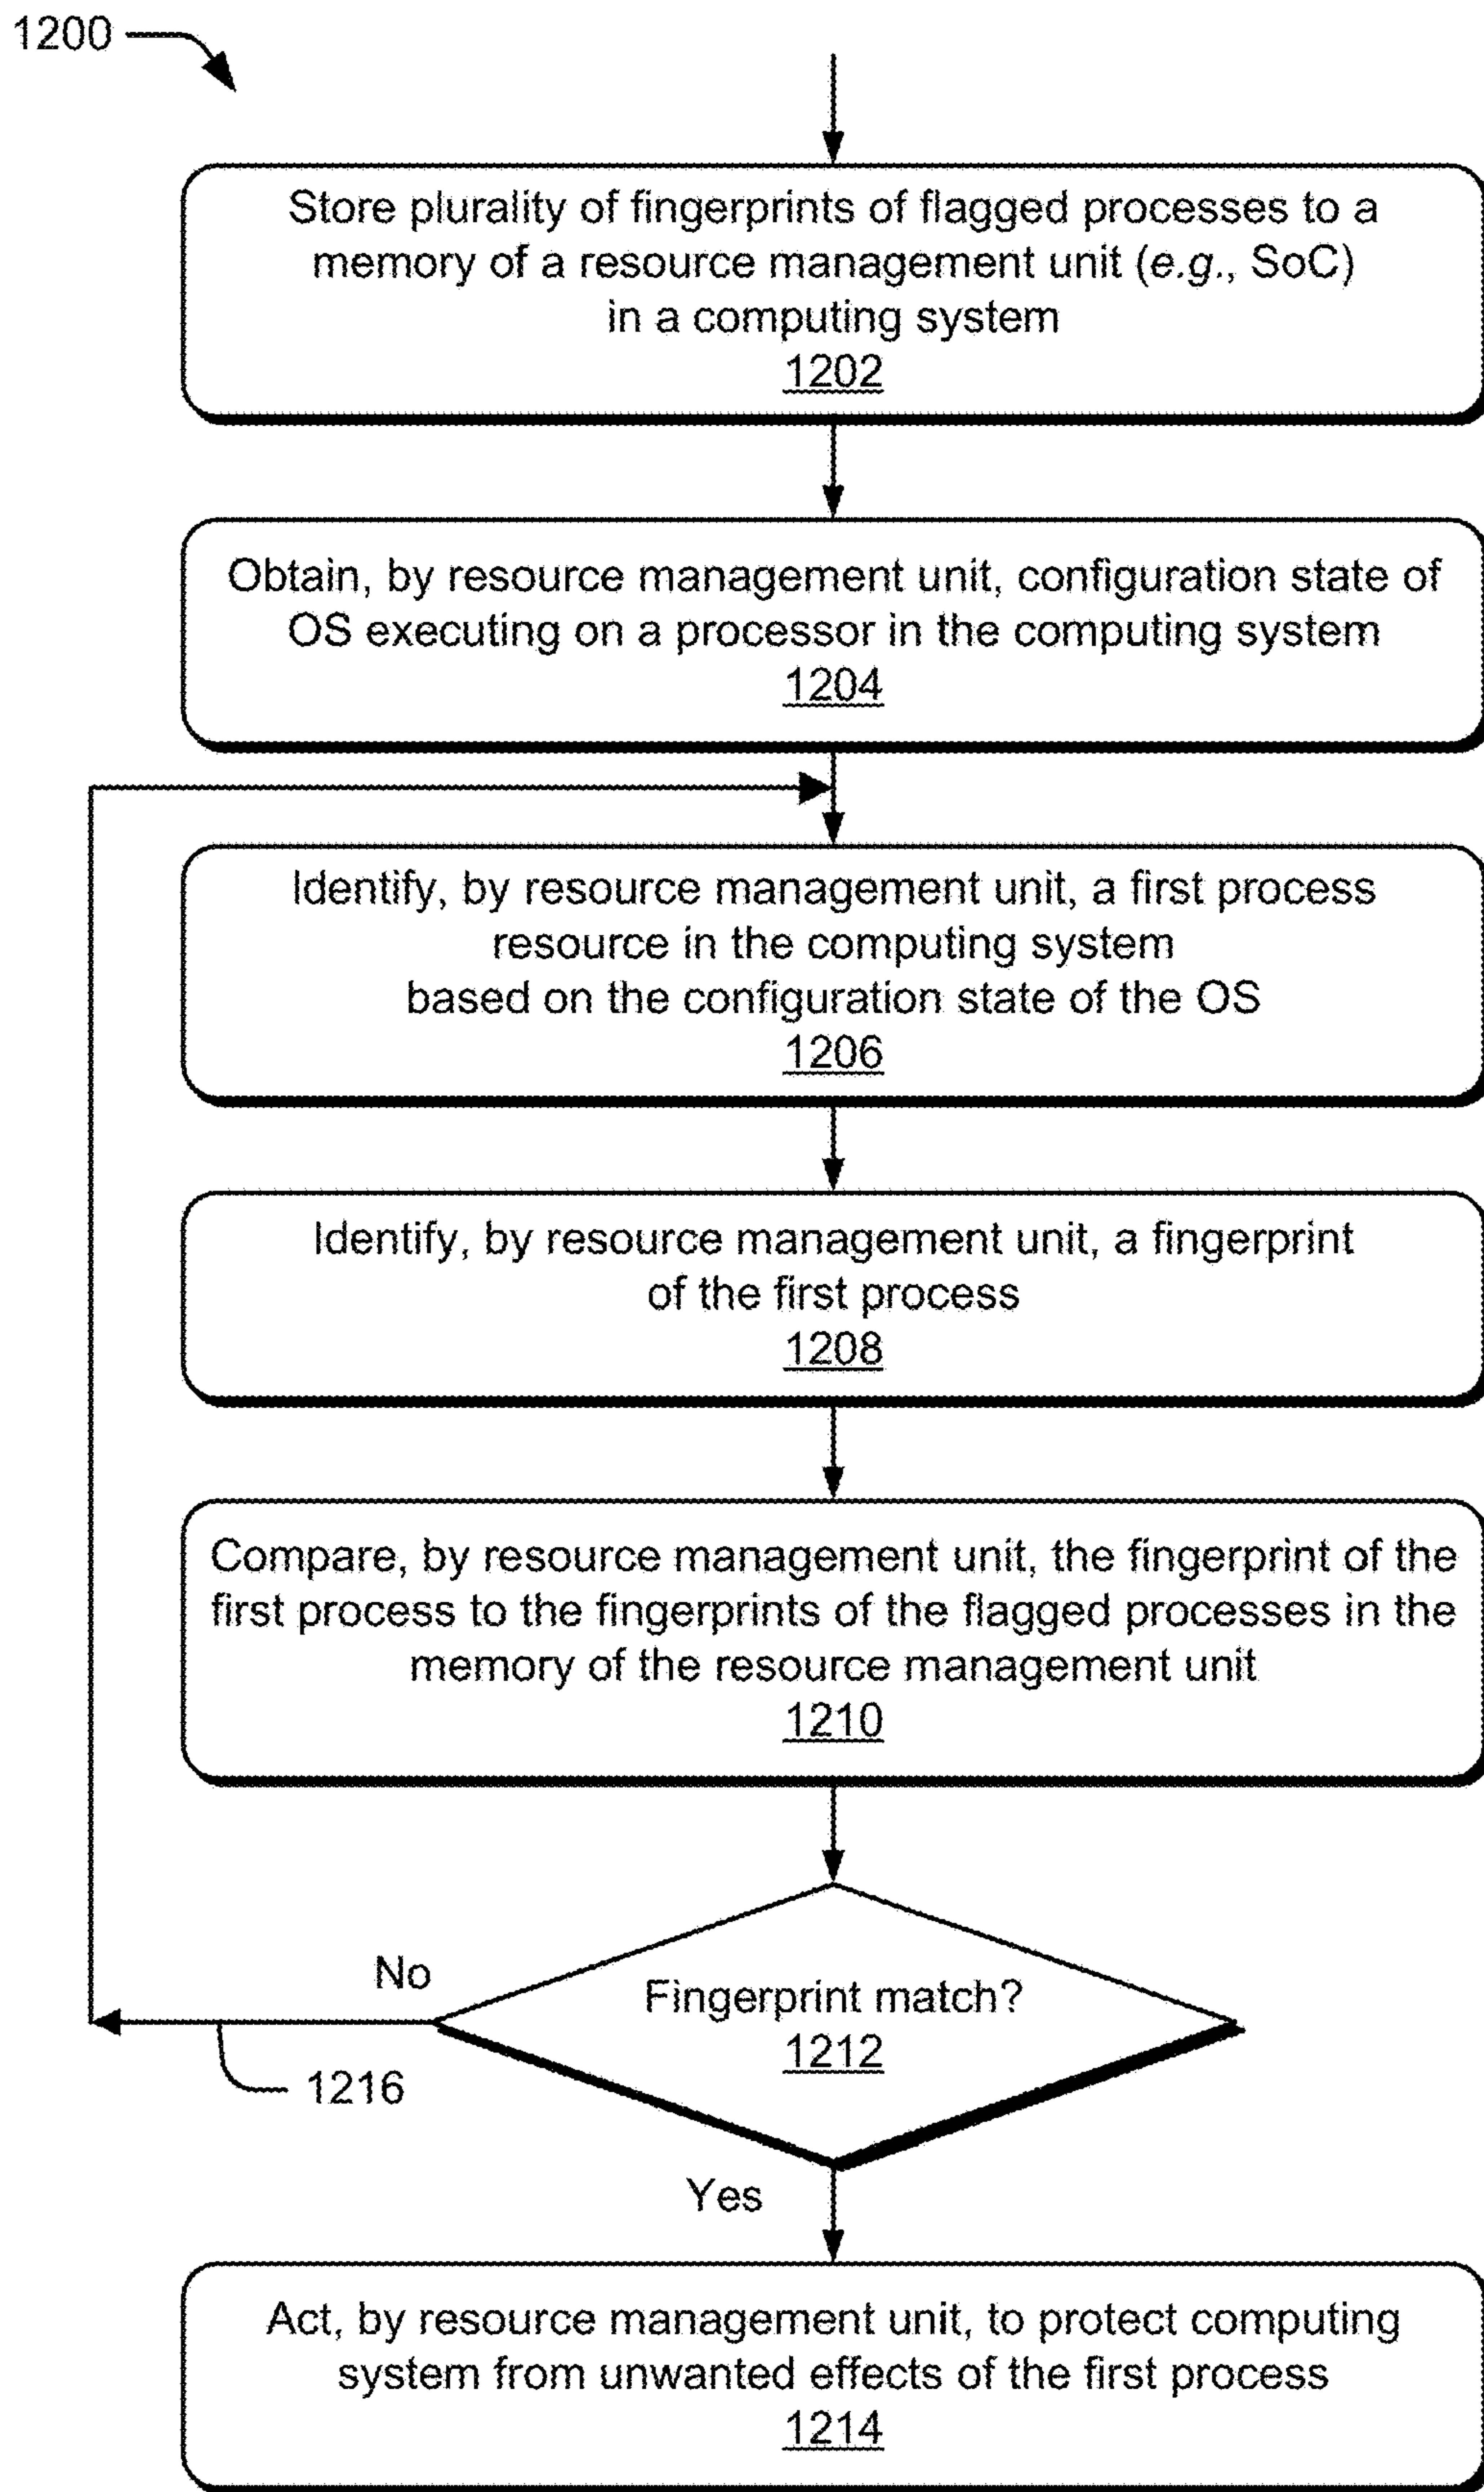 1200
Store plurality of fingerprints of flagged processes to a
memory of a resource management unit (e.g., SoC)
in a computing system
1202
Obtain, by resource management unit, configuration state of
OS executing on a processor in the computing system
1204
Identify, by resource management unit, a first process
resource in the computing system
based on the configuration state of the OS
1206
Identify, by resource management unit, a fingerprint
of the first process
1208
Compare, by resource management unit, the fingerprint of the
first process to the fingerprints of the flagged processes in the
memory of the resource management unit
1210
No
Fingerprint match?
1212
1216
Yes
Act, by resource management unit, to protect computing
system from unwanted effects of the first process
1214